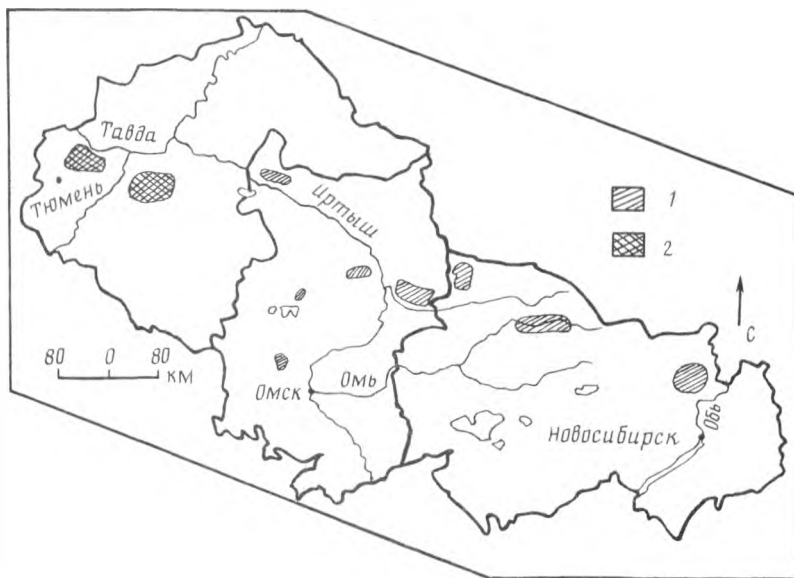 Тавда
Тюмень
Иртыш
1
2
С
80 0 80
км
Омск
Омь
Новосибирск
Обь